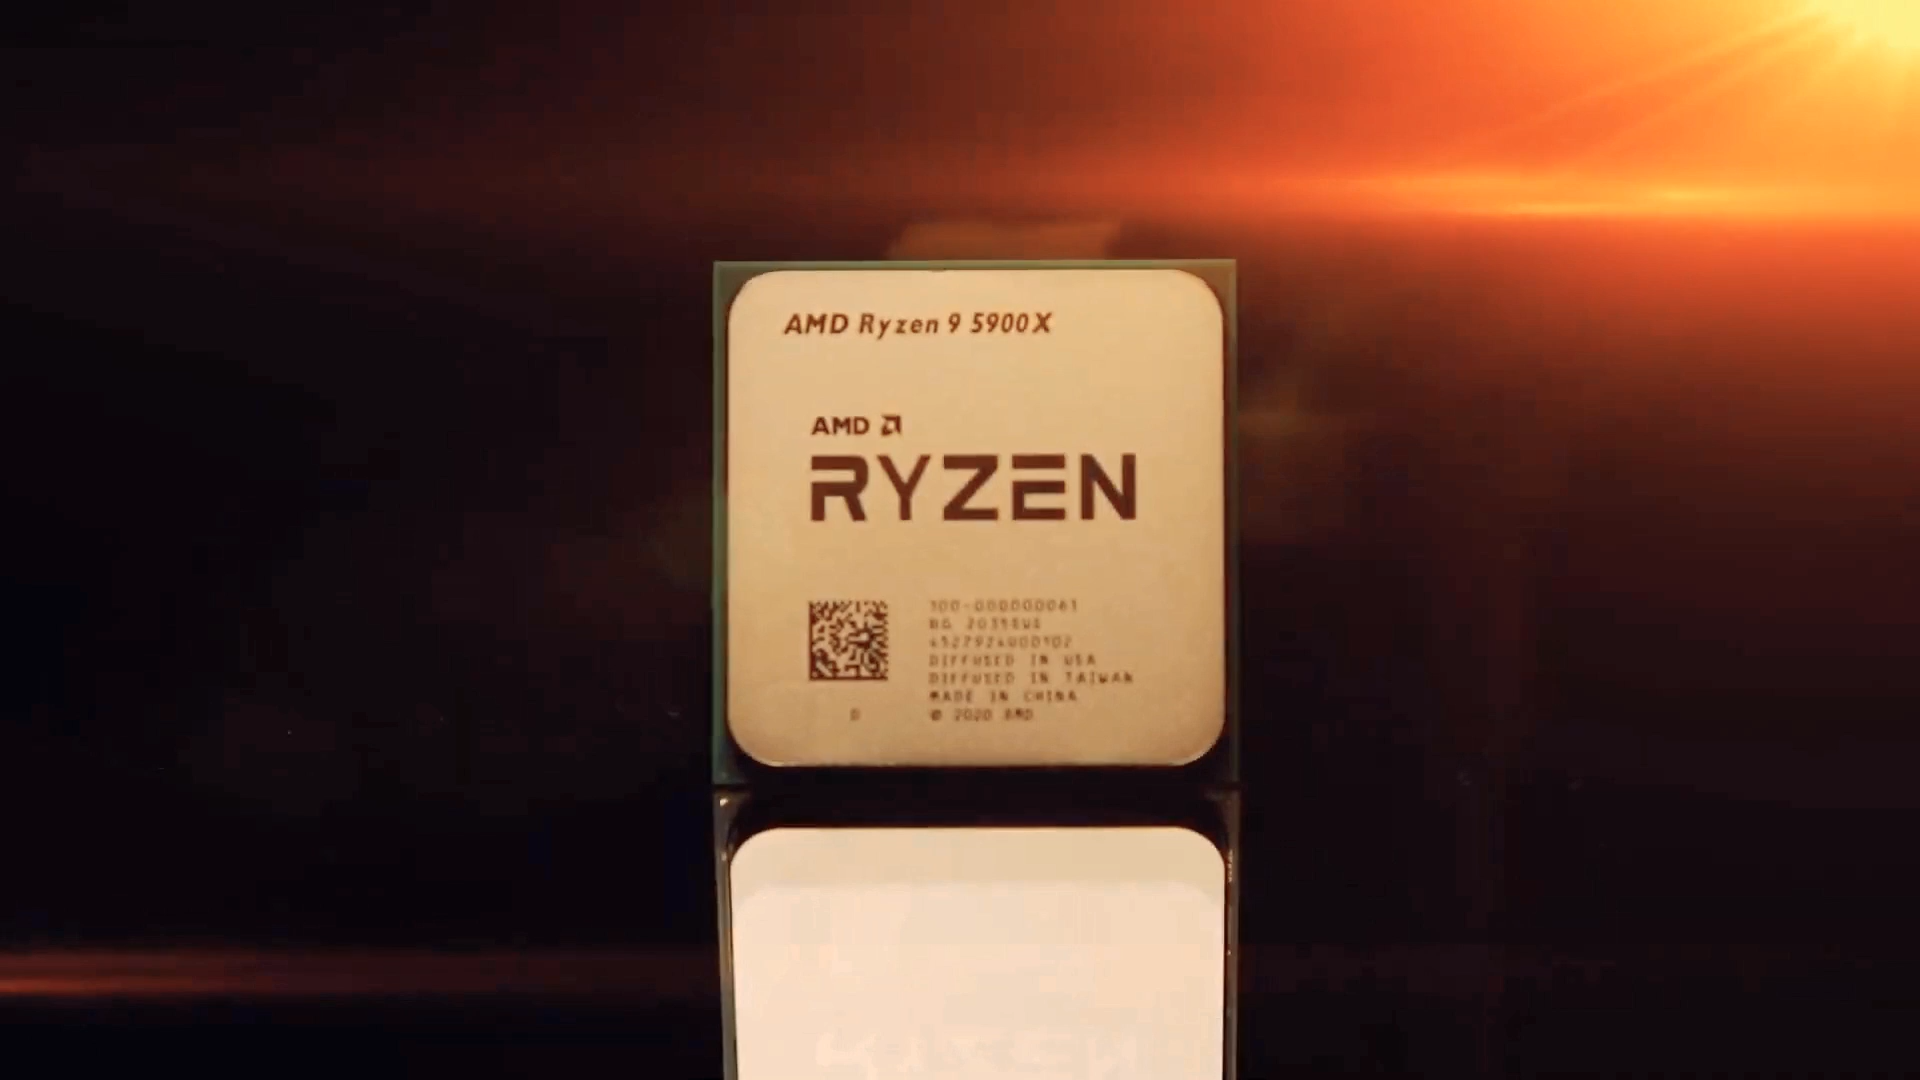 AMD Ryzen 9 5900X
AMD
RYZEN
100-000000061
DIFFUSED IN USA
DIFFUSED IN TAIWAN
MADE IN CHINA
D
© 2020 AMD